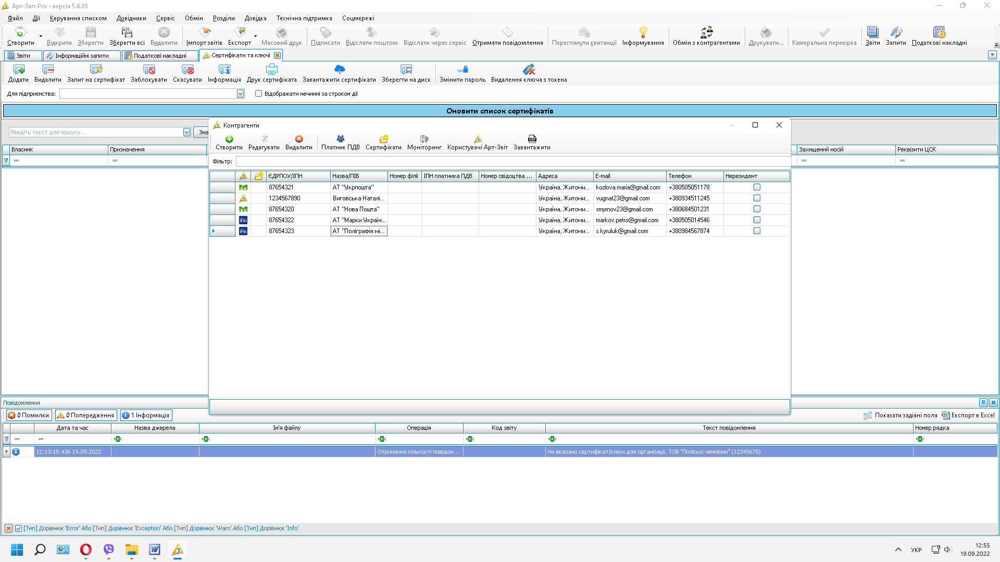 Арт-Звіт Pro - версія 5.6.28
Файл Дії Керування списком Довідники Сервіс Обмін Розділи Довідка Технічна підтримка Соцмережі
Створити Відкрити Зберегти Зберегти всі Видалити Імпорт звітів Експорт Масовий друк Підписати Відіслати поштою Відіслати через сервіс Отримати повідомлення Переглянути квитанції Інформування Обмін з контрагентами Друкувати... Камеральна перевірка Звіти Запити Податкові накладні
Звіти Інформаційні запити Податкові накладні Сертифікати та ключі
Додати Видалити Запит на сертифікат Заблокувати Скасувати Інформація Друк сертифіката Завантажити сертифікати Зберегти на диск Змінити пароль Видалення ключа з токена
Для підприємства: Відображати нечинні за строком дії
Оновити список сертифікатів
Контрагенти
Введіть текст для пошуку... Зна
Створити Редагувати Видалити Платник ПДВ Сертифікати Моніторинг Користувачі Арт-Звіт Завантажити
Власник Призначення Захищений носій Реквізити ЦСК
= = = =
Фільтр:
ЄДРПОУ/ІПН Назва/ПІБ Номер філії ІПН платника ПДВ Номер свідоцтва ... Адреса E-mail Телефон Нерезидент
87654321 АТ "Укрпошта" Україна, Житоми... kozlova.maria@gmail.com +380505051178
1234567890 Виговська Наталі... Україна, Житоми... vugnat23@gmail.com +380934511245
87654320 АТ "Нова Пошта" Україна, Житоми... smyrnov23@gmail.com +380684501231
iFin 87654322 АТ "Марки Україн... Україна, Житоми... markov.petro@gmail.com +380505014546
iFin 87654323 АТ "Поліграфія мі... Україна, Житоми... s.kyruluk@gmail.com +380984567874
Повідомлення
0 Помилки 0 Попередження 1 Інформація Показати задіяні поля Експорт в Excel
Дата та час Назва джерела Ім'я файлу Операція Код звіту Текст повідомлення Номер рядка
= = ABC ABC ABC ABC ABC ABC
12:13:15.436 19.09.2022 Отримання кількості повідом... Не вказано сертифікат/ключ для організації. ТОВ "Поліські чемпіони" (12345678)
[Тип] Дорівнює 'Error' Або [Тип] Дорівнює 'Exception' Або [Тип] Дорівнює 'Warn' Або [Тип] Дорівнює 'Info'
УКР 12:55
19.09.2022